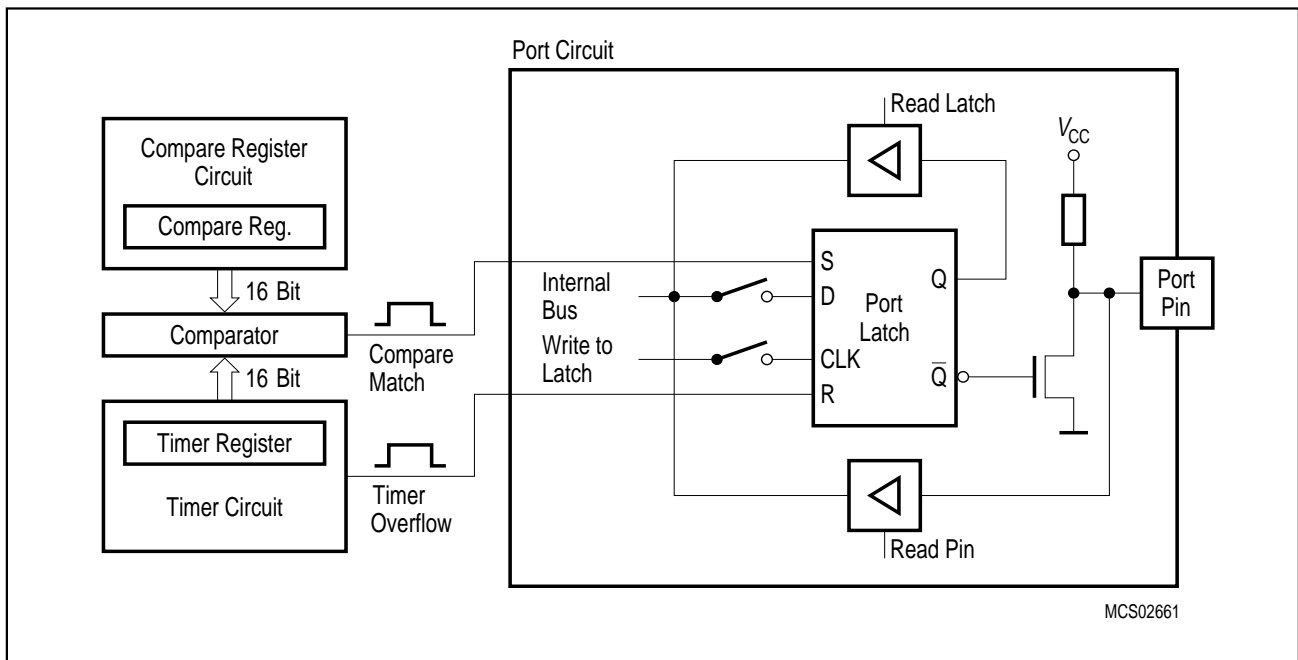 Port Circuit
Read Latch
V_CC
Compare Register
Circuit
Compare Reg.
16 Bit
Comparator
16 Bit
Timer Register
Timer Circuit
Compare
Match
Timer
Overflow
Internal
Bus
Write to
Latch
S
D
CLK
R
Port
Latch
Q
Q̅
Port
Pin
Read Pin
MCS02661